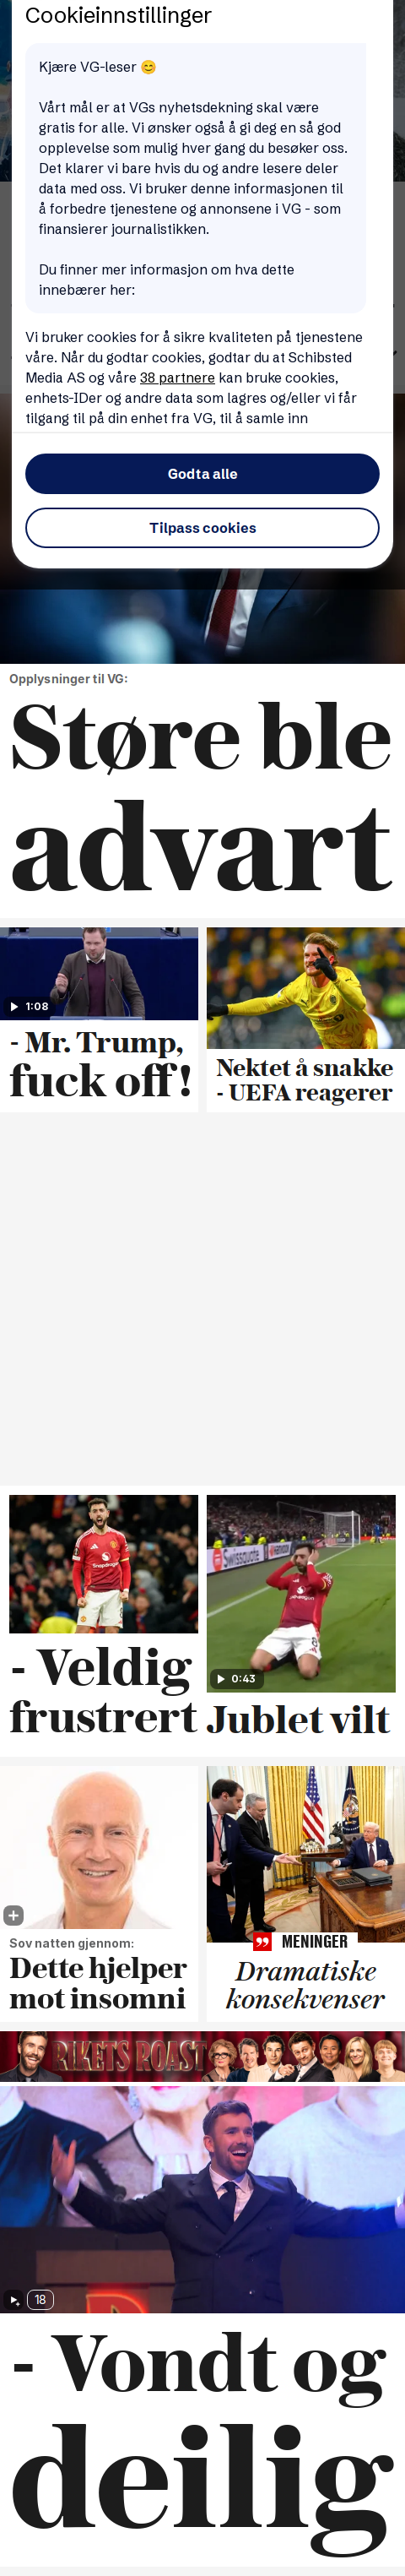 Cookieinnstillinger
Kjære VG-leser 😊
Vårt mål er at VGs nyhetsdekning skal være
gratis for alle. Vi ønsker også å gi deg en så god
opplevelse som mulig hver gang du besøker oss.
Det klarer vi bare hvis du og andre lesere deler
data med oss. Vi bruker denne informasjonen til
å forbedre tjenestene og annonsene i VG - som
finansierer journalistikken.
Du finner mer informasjon om hva dette
innebærer her:
Vi bruker cookies for å sikre kvaliteten på tjenestene
våre. Når du godtar cookies, godtar du at Schibsted
Media AS og våre 38 partnere kan bruke cookies,
enhets-IDer og andre data som lagres og/eller vi får
tilgang til på din enhet fra VG, til å samle inn
Godta alle
Tilpass cookies
Opplysninger til VG:
Støre ble
advart
1:08
- Mr. Trump,
fuck off!
Nektet å snakke
- UEFA reagerer
- Veldig
frustrert
Swissquote
0:43
Jublet vilt
Sov natten gjennom:
Dette hjelper
mot insomni
MENINGER
Dramatiske
konsekvenser
RIKETS ROAST
18
- Vondt og
deilig